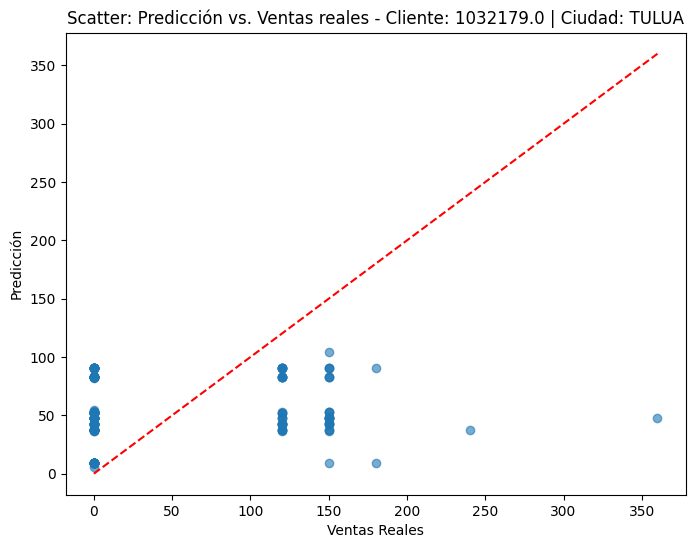 Scatter: Predicción vs. Ventas reales - Cliente: 1032179.0 | Ciudad: TULUA
350
300
250
200
150
100
50
0
Predicción
0 50 100 150 200 250 300 350
Ventas Reales